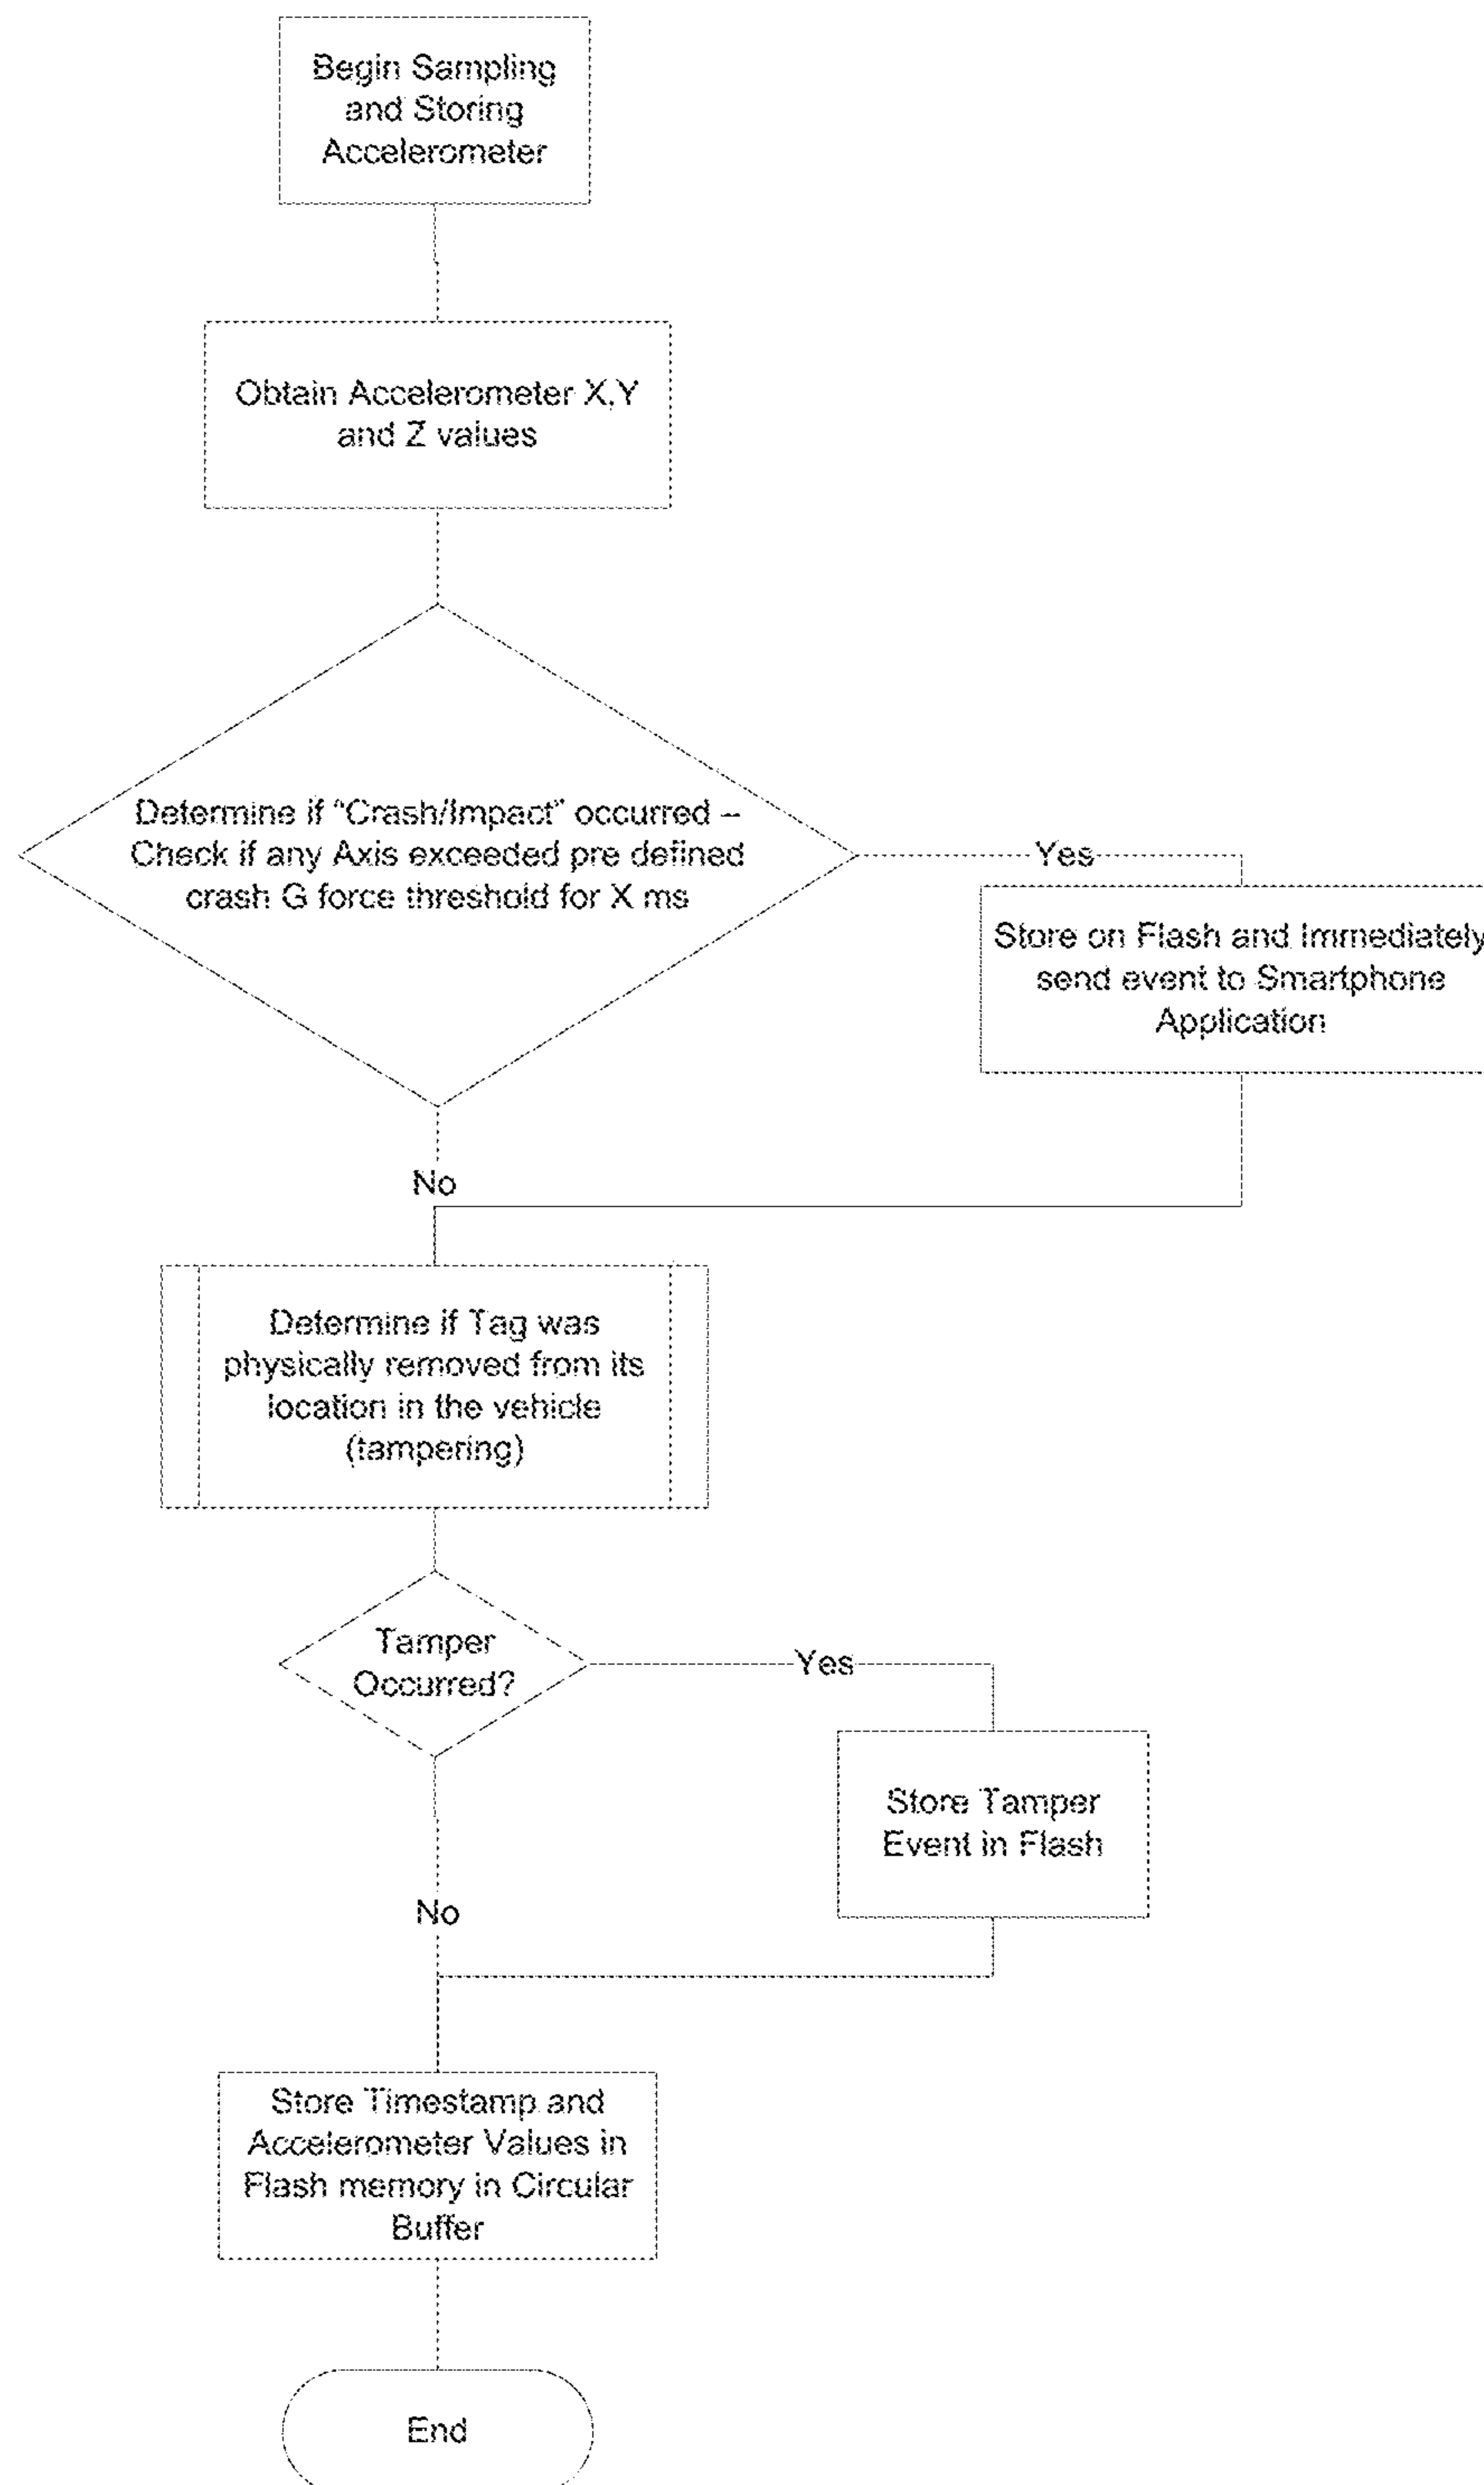 Begin Sampling
and Storing
Accelerometer
Obtain Accelerometer X,Y
and Z values
Determine if “Crash/Impact” occurred –
Check if any Axis exceeded pre defined
crash G force threshold for X ms
Yes
Store on Flash and Immediately
send event to Smartphone
Application
No
Determine if Tag was
physically removed from its
location in the vehicle
(tampering)
Tamper
Occurred?
Yes
Store Tamper
Event in Flash
No
Store Timestamp and
Accelerometer Values in
Flash memory in Circular
Buffer
End